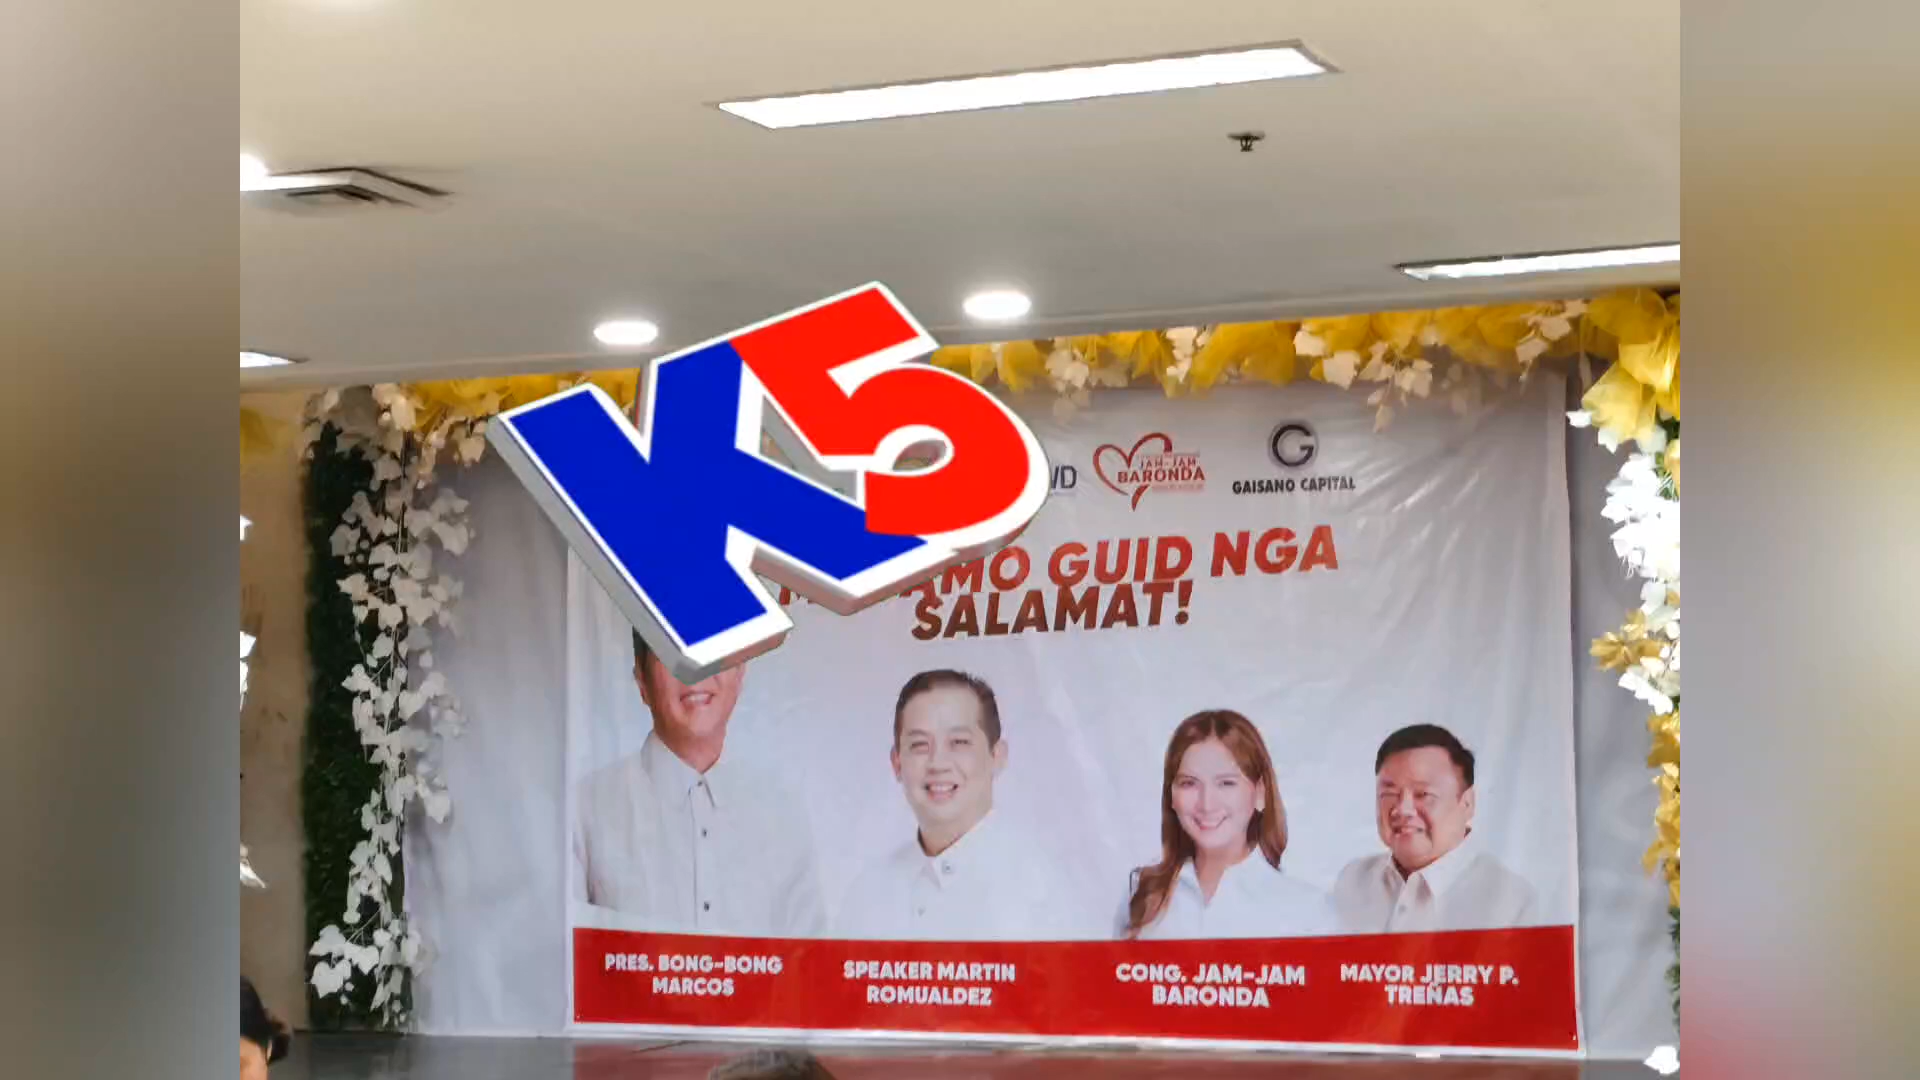 K5
JAM-JAM
BARONDA
GAISANO CAPITAL
GUID NGA
SALAMAT!
PRES. BONG-BONG
MARCOS
SPEAKER MARTIN
ROMUALDEZ
CONG. JAM-JAM
BARONDA
MAYOR JERRY P.
TREÑAS